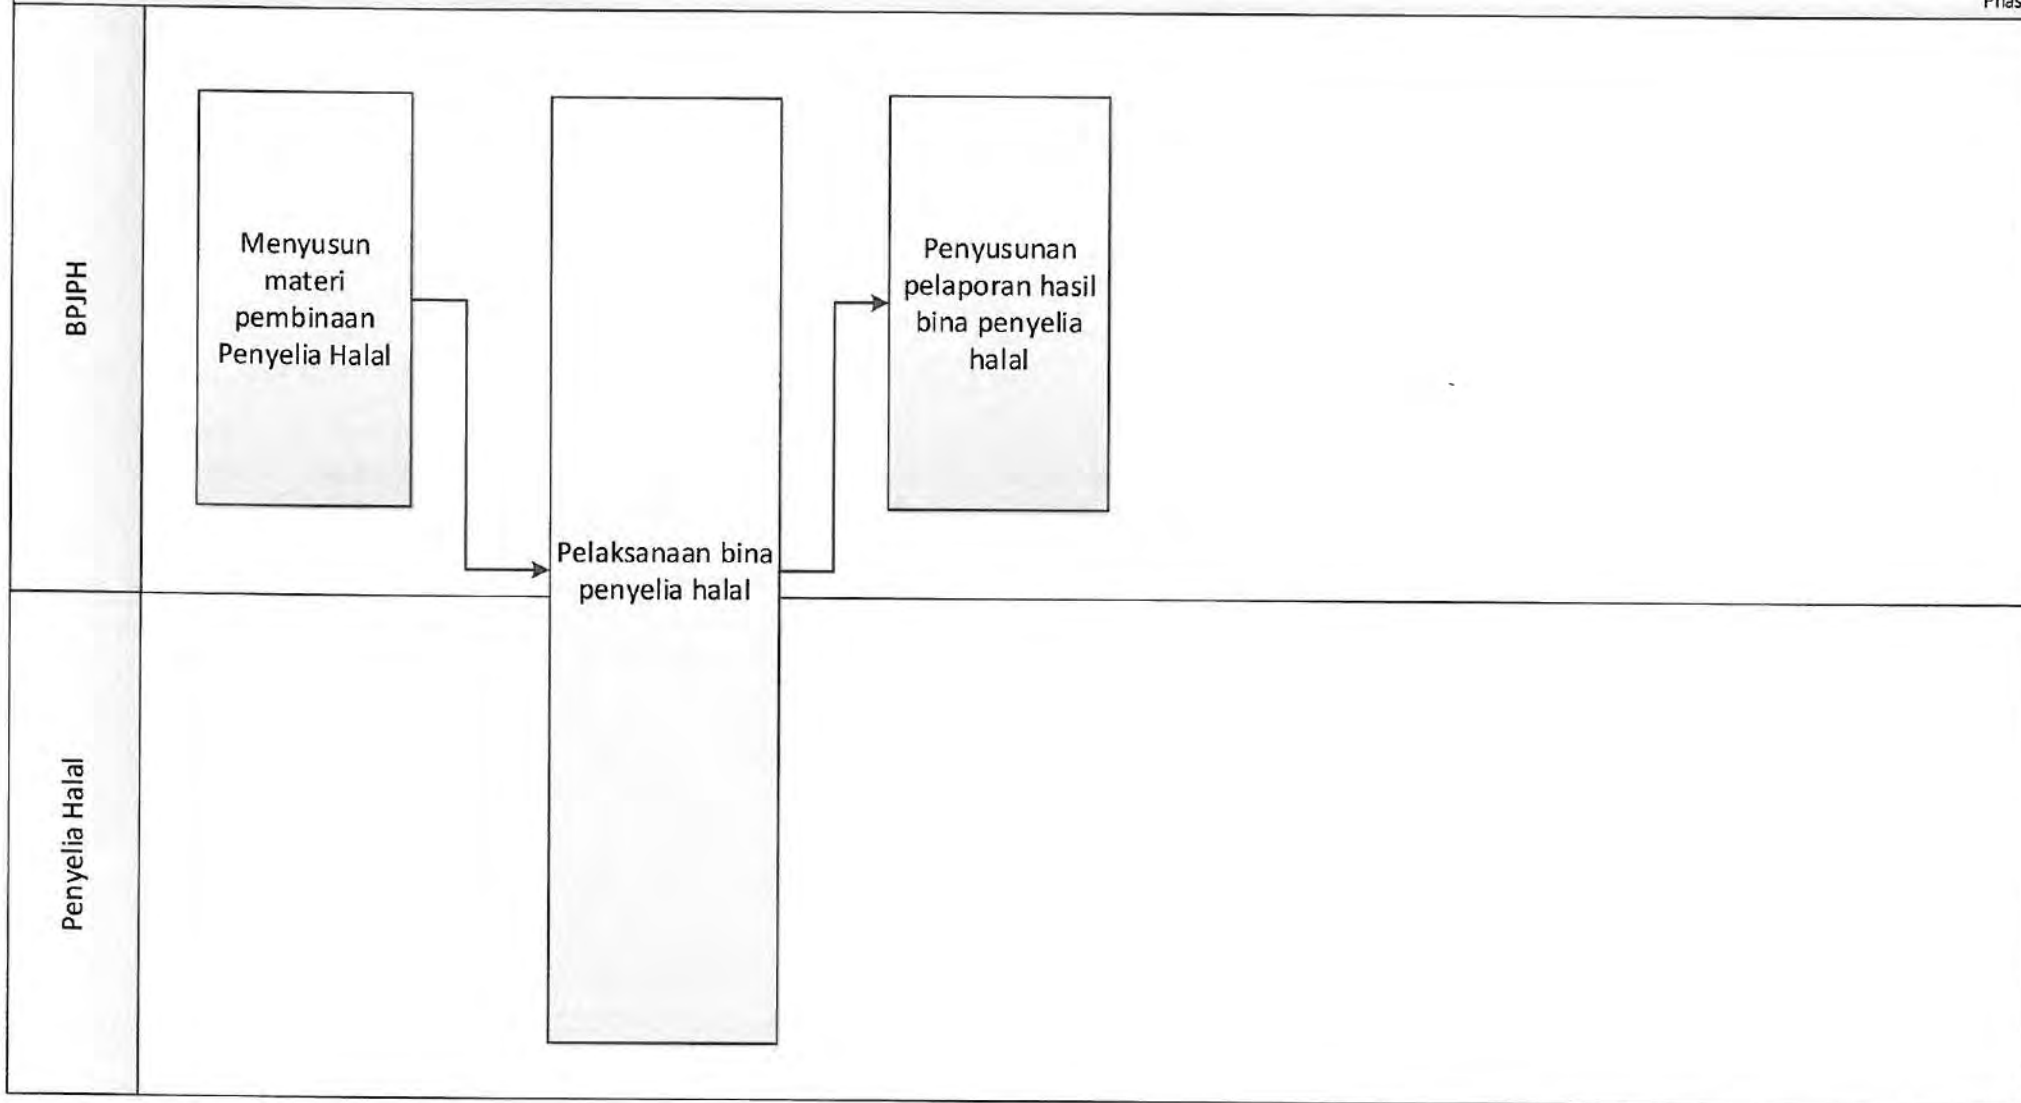 BPJPH
Menyusun
materi
pembinaan
Penyelia Halal
Pelaksanaan bina
penyelia halal
Penyusunan
pelaporan hasil
bina penyelia
halal
Penyelia Halal